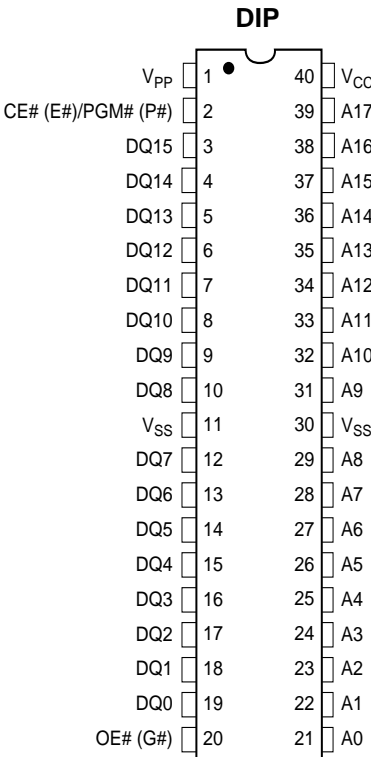 DIP
VPP 1 40 VCC
CE# (E#)/PGM# (P#) 2 39 A17
DQ15 3 38 A16
DQ14 4 37 A15
DQ13 5 36 A14
DQ12 6 35 A13
DQ11 7 34 A12
DQ10 8 33 A11
DQ9 9 32 A10
DQ8 10 31 A9
VSS 11 30 VSS
DQ7 12 29 A8
DQ6 13 28 A7
DQ5 14 27 A6
DQ4 15 26 A5
DQ3 16 25 A4
DQ2 17 24 A3
DQ1 18 23 A2
DQ0 19 22 A1
OE# (G#) 20 21 A0